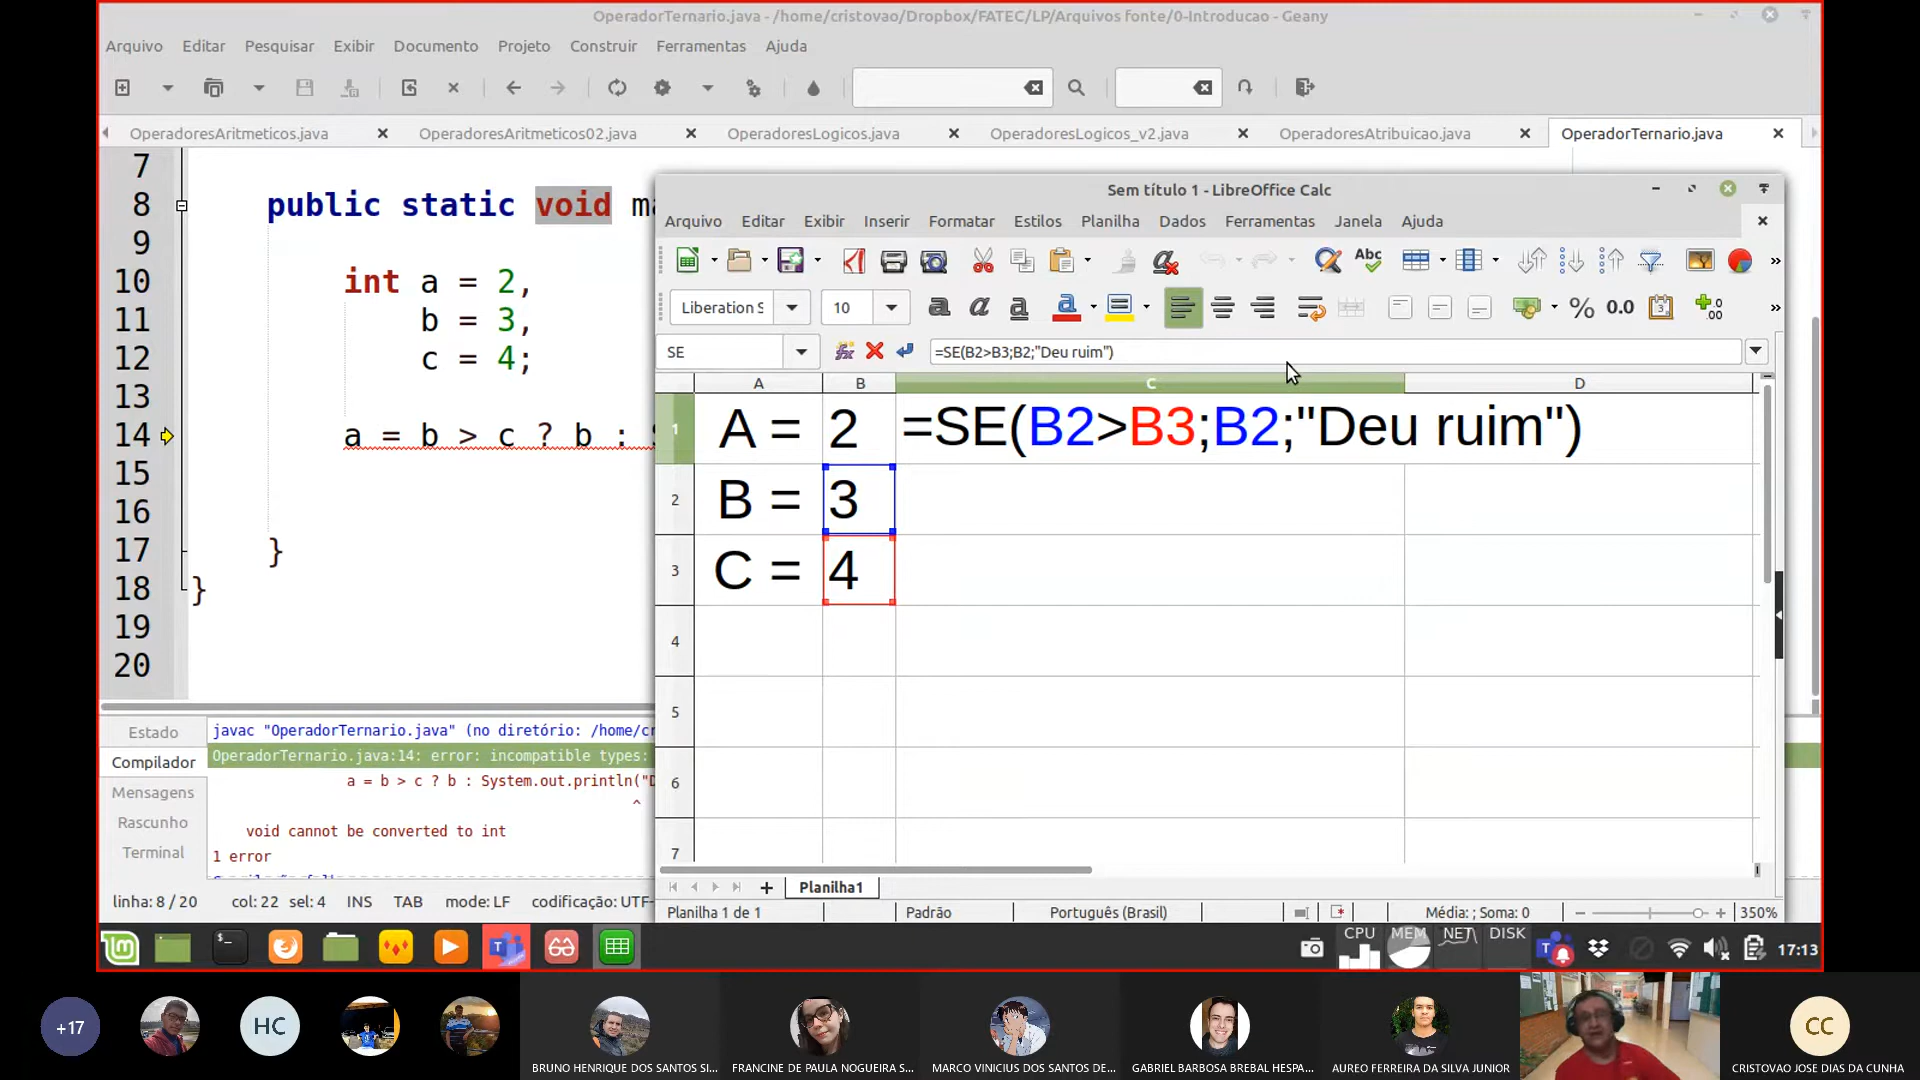 OperadorTernario.java - /home/cristovao/Dropbox/FATEC/LP/Arquivos fonte/0-Introducao - Geany
Arquivo Editar Pesquisar Exibir Documento Projeto Construir Ferramentas Ajuda
OperadoresAritmeticos.java OperadoresAritmeticos02.java OperadoresLogicos.java OperadoresLogicos_v2.java OperadoresAtribuicao.java OperadorTernario.java
7
8 public static void ma
9
10 int a = 2,
11 b = 3,
12 c = 4;
13
14 a = b > c ? b :
15
16
17 }
18 }
19
20
Estado
Compilador
Mensagens
Rascunho
Terminal
javac "OperadorTernario.java" (no diretório: /home/cr
OperadorTernario.java:14: error: incompatible types:
a = b > c ? b : System.out.println("D
^
void cannot be converted to int
1 error
linha: 8 / 20 col: 22 sel: 4 INS TAB mode: LF codificação: UTF-
Sem título 1 - LibreOffice Calc
Arquivo Editar Exibir Inserir Formatar Estilos Planilha Dados Ferramentas Janela Ajuda
Liberation S 10
SE =SE(B2>B3;B2;"Deu ruim")
A B C D
1 A = 2 =SE(B2>B3;B2;"Deu ruim")
2 B = 3
3 C = 4
4
5
6
7
Planilha1
Planilha 1 de 1 Padrão Português (Brasil) Média: ; Soma: 0 350%
CPU MEM NET DISK 17:13
+17 HC CC
BRUNO HENRIQUE DOS SANTOS SI... FRANCINE DE PAULA NOGUEIRA S... MARCO VINICIUS DOS SANTOS DE... GABRIEL BARBOSA BREBAL HESPA... AUREO FERREIRA DA SILVA JUNIOR CRISTOVAO JOSE DIAS DA CUNHA